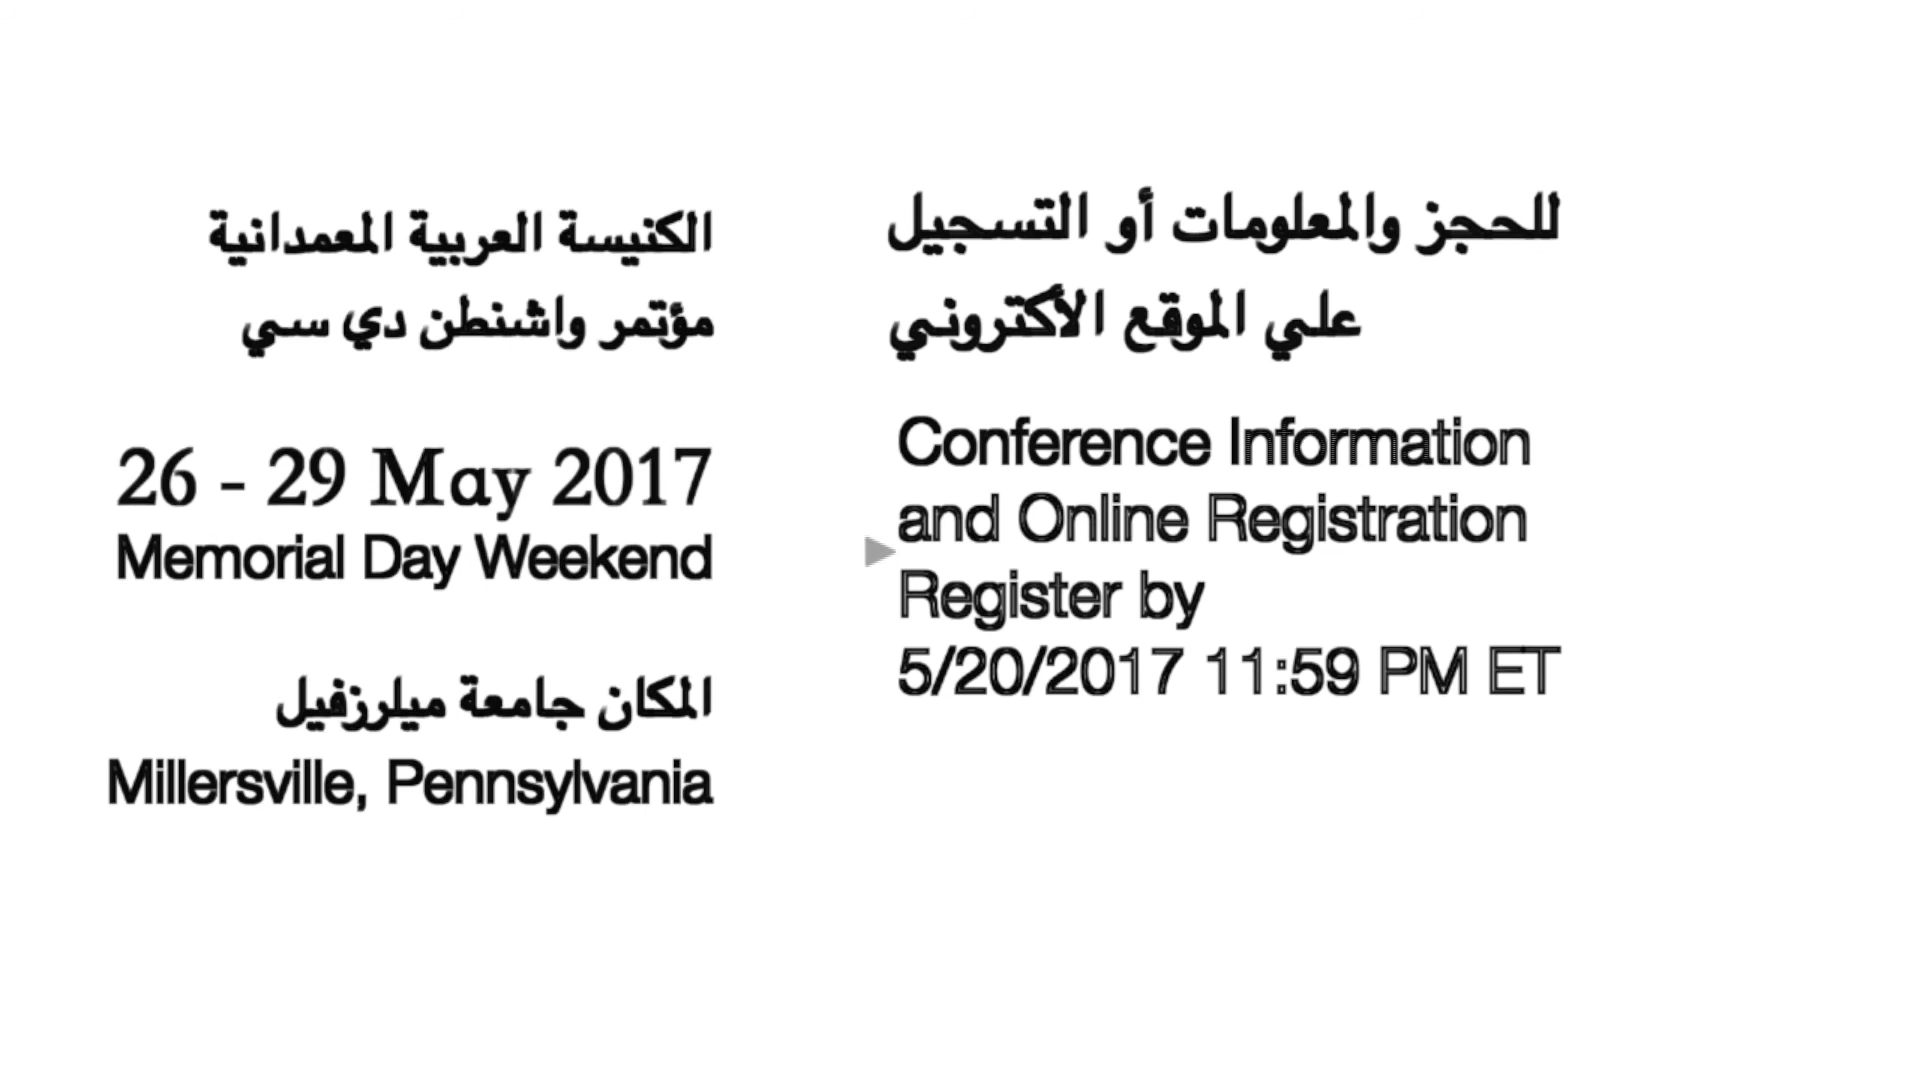 الكنيسة العربية المعمدانية
مؤتمر واشنطن دي سي
26 - 29 May 2017
Memorial Day Weekend
المكان جامعة ميلرزفيل
Millersville, Pennsylvania
للحجز والمعلومات أو التسجيل
علي الموقع الأكتروني
Conference Information
and Online Registration
Register by
5/20/2017 11:59 PM ET